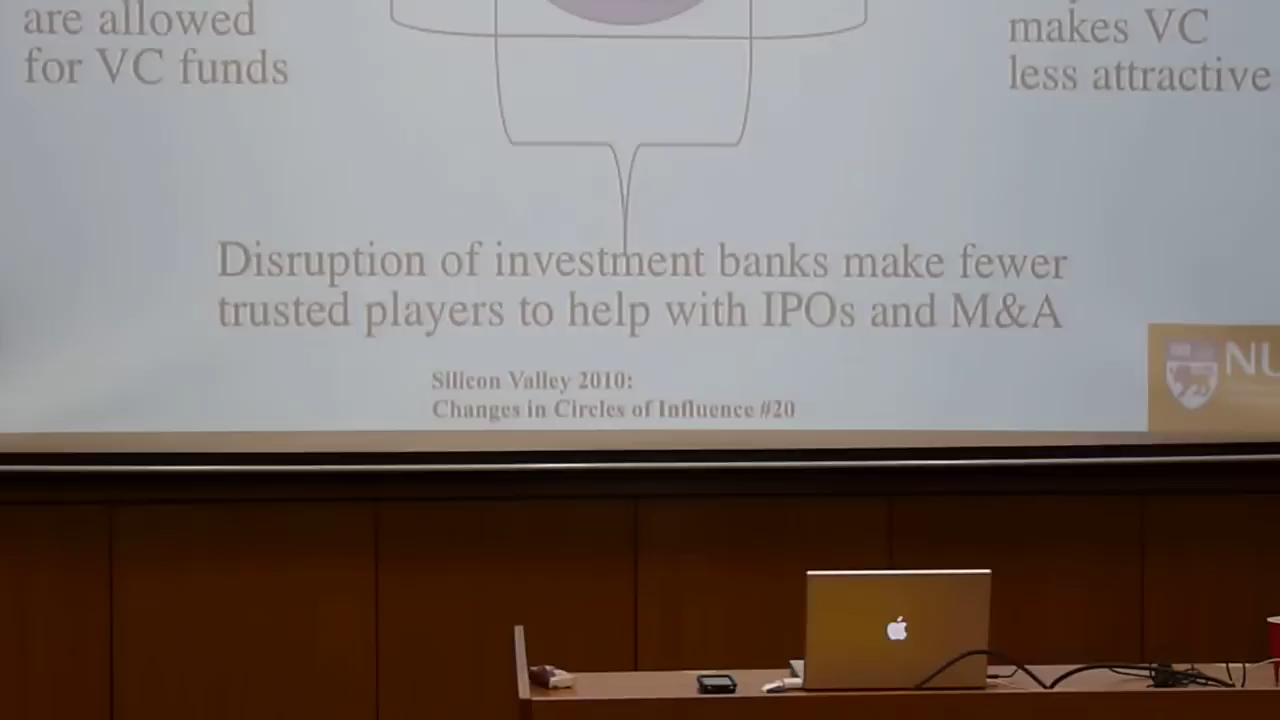 are allowed
for VC funds
makes VC
less attractive
Disruption of investment banks make fewer
trusted players to help with IPOs and M&A
Silicon Valley 2010:
Changes in Circles of Influence #20
NU